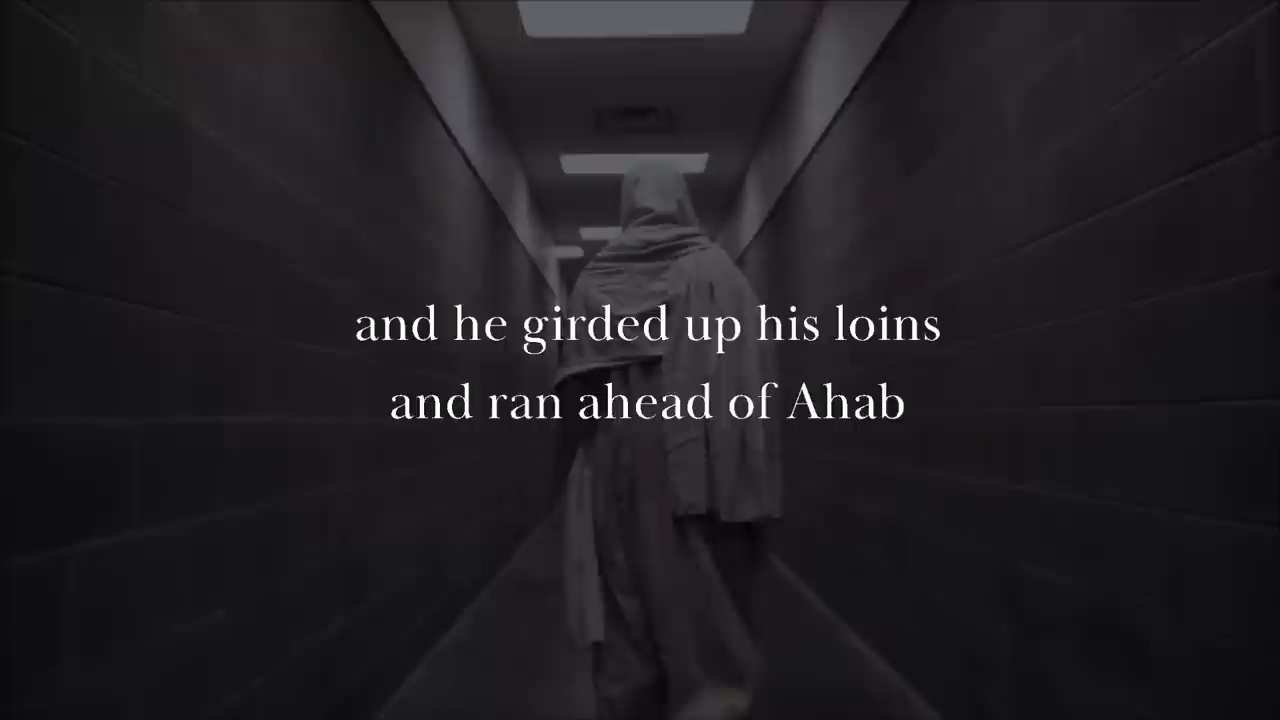 and he girded up his loins
and ran ahead of Ahab